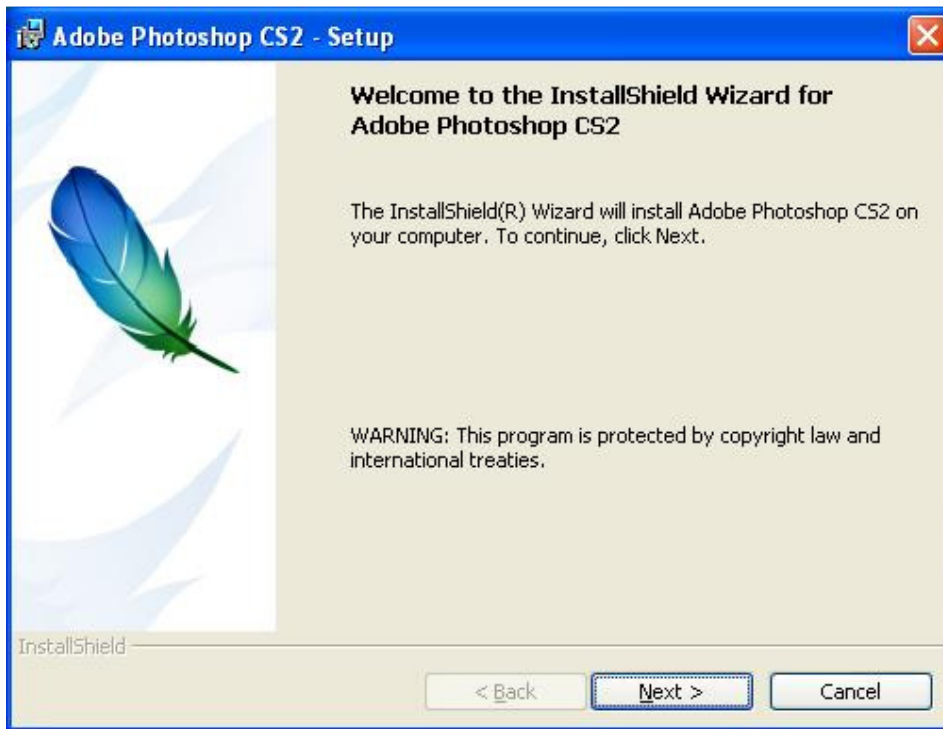 Adobe Photoshop CS2 - Setup
Welcome to the InstallShield Wizard for
Adobe Photoshop CS2
The InstallShield(R) Wizard will install Adobe Photoshop CS2 on
your computer. To continue, click Next.
WARNING: This program is protected by copyright law and
international treaties.
InstallShield
< Back Next > Cancel